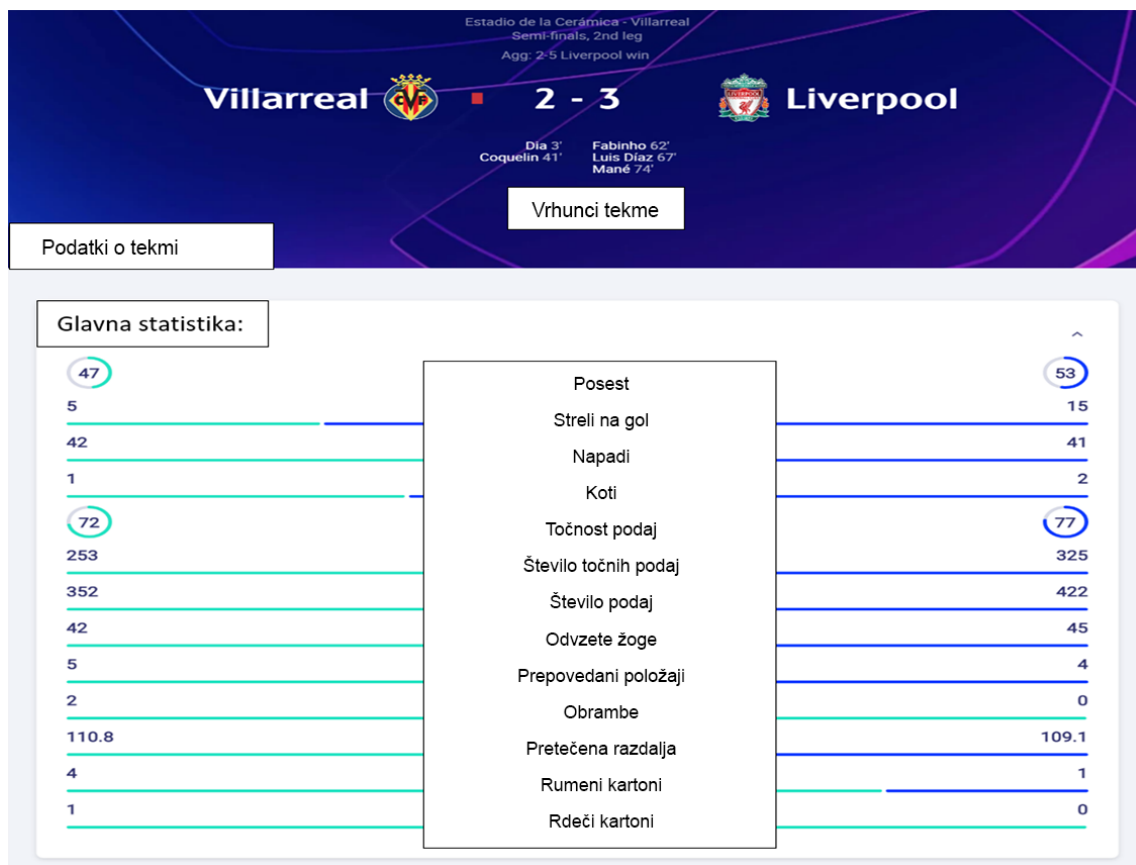 Estadio de la Cerámica - Villarreal
Semi-finals, 2nd leg
Agg: 2-5 Liverpool win
Villarreal 2 - 3 Liverpool
Dia 3' Fabinho 62'
Coquelin 41' Luis Díaz 67'
Mané 74'
Vrhunci tekme
Podatki o tekmi
Glavna statistika:
47 Posest 53
5 Streli na gol 15
42 Napadi 41
1 Koti 2
72 Točnost podaj 77
253 Število točnih podaj 325
352 Število podaj 422
42 Odvzete žoge 45
5 Prepovedani položaji 4
2 Obrambe 0
110.8 Pretečena razdalja 109.1
4 Rumeni kartoni 1
1 Rdeči kartoni 0